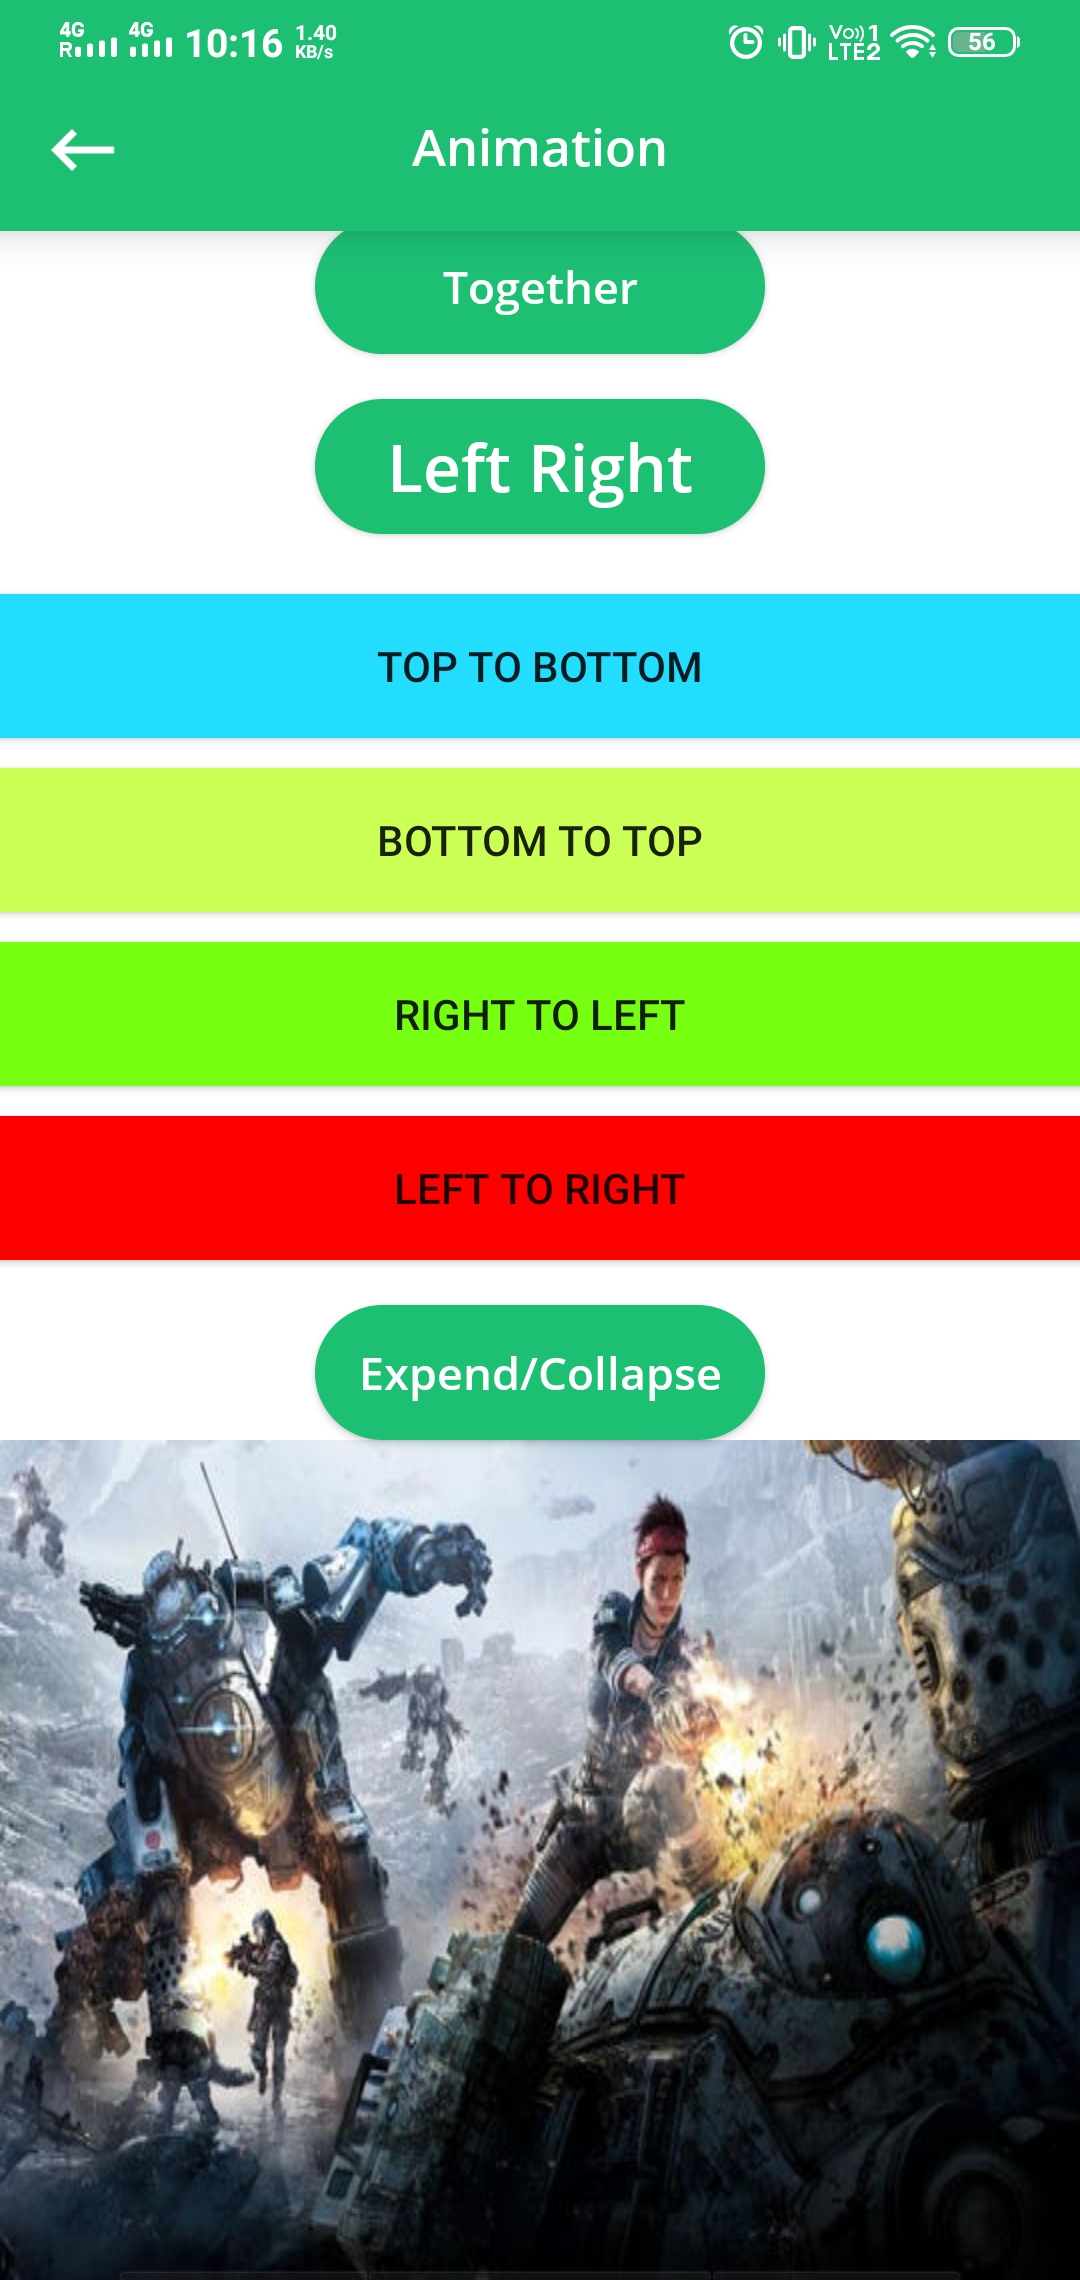 4G 4G 10:16 1.40
R KB/s
Vo)) 1
LTE2 56
Animation
Together
Left Right
TOP TO BOTTOM
BOTTOM TO TOP
RIGHT TO LEFT
LEFT TO RIGHT
Expend/Collapse